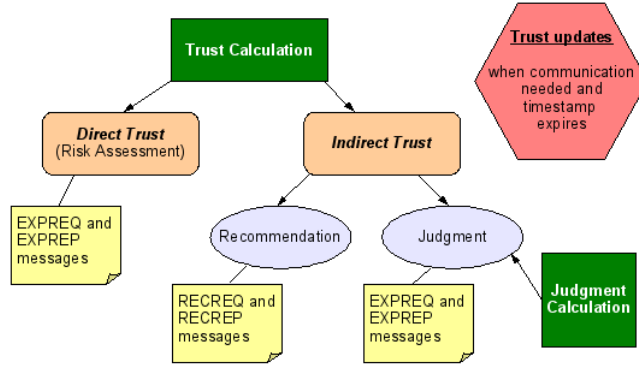 Trust Calculation
Trust updates
when communication
needed and
timestamp
expires
Direct Trust
(Risk Assessment)
Indirect Trust
EXPREQ and
EXPREP
messages
Recommendation
Judgment
RECREQ and
RECREP
messages
EXPREQ and
EXPREP
messages
Judgment
Calculation